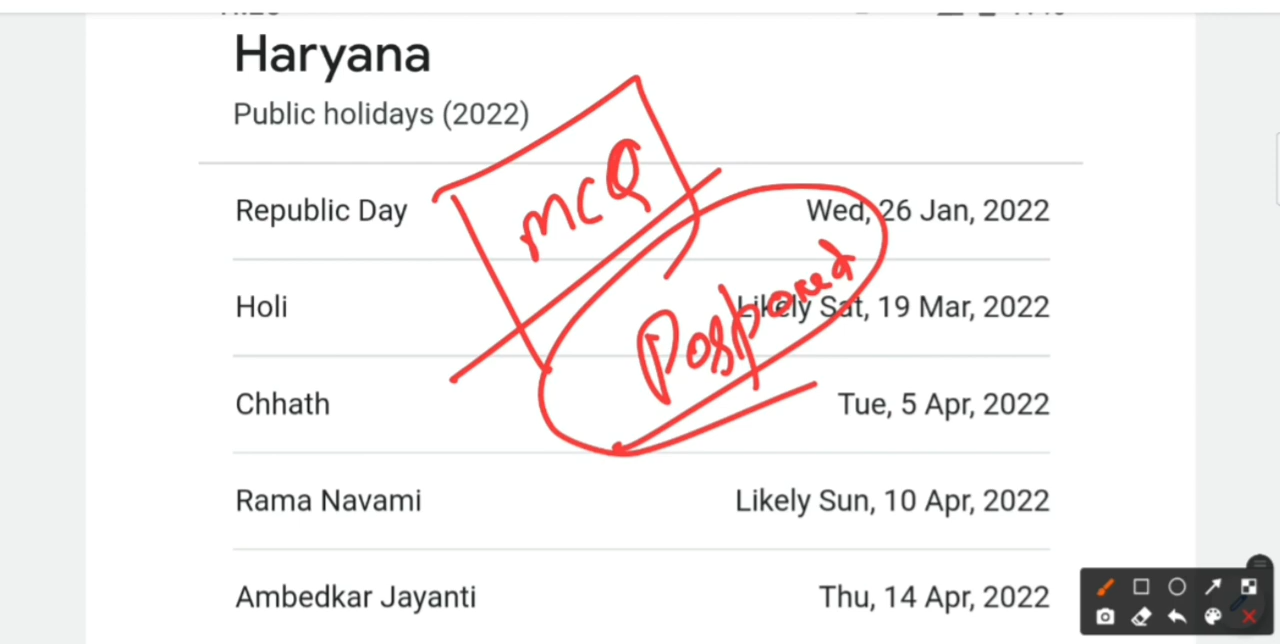 Haryana
Public holidays (2022)
MCQ
Republic Day Wed, 26 Jan, 2022
Holi Likely Sat, 19 Mar, 2022
Posponed
Chhath Tue, 5 Apr, 2022
Rama Navami Likely Sun, 10 Apr, 2022
Ambedkar Jayanti Thu, 14 Apr, 2022